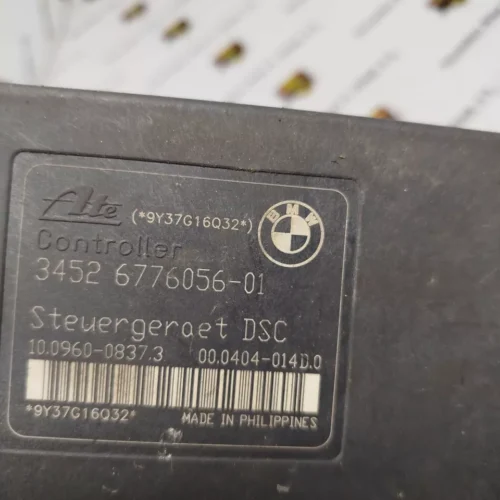 Ate (*9Y37G16Q32*) BMW
Controller
3452 6776056-01
Steuergeraet DSC
10.0960-0837.3 00.0404-014D.0
*9Y37G16Q32* MADE IN PHILIPPINES